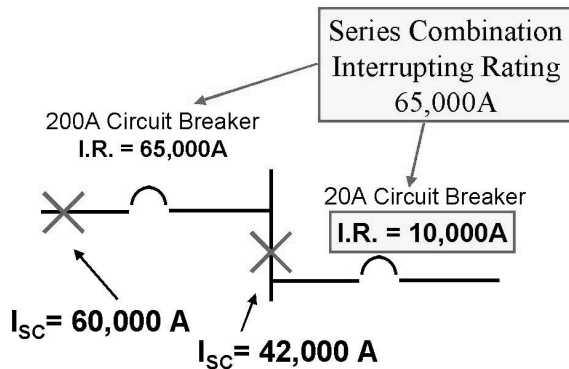 Series Combination
Interrupting Rating
65,000A
200A Circuit Breaker
I.R. = 65,000A
20A Circuit Breaker
I.R. = 10,000A
ISC= 60,000 A
ISC= 42,000 A